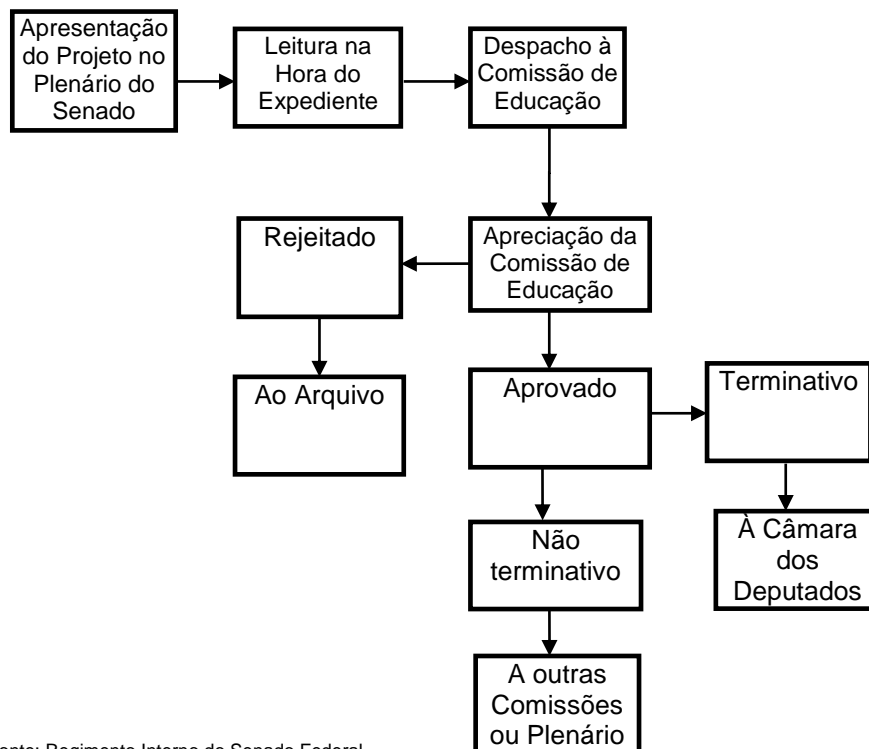 Apresentação
do Projeto no
Plenário do
Senado
Leitura na
Hora do
Expediente
Despacho à
Comissão de
Educação
Rejeitado
Apreciação da
Comissão de
Educação
Ao Arquivo
Aprovado
Terminativo
Não
terminativo
À Câmara
dos
Deputados
A outras
Comissões
ou Plenário
Regimento Interno do Senado Federal